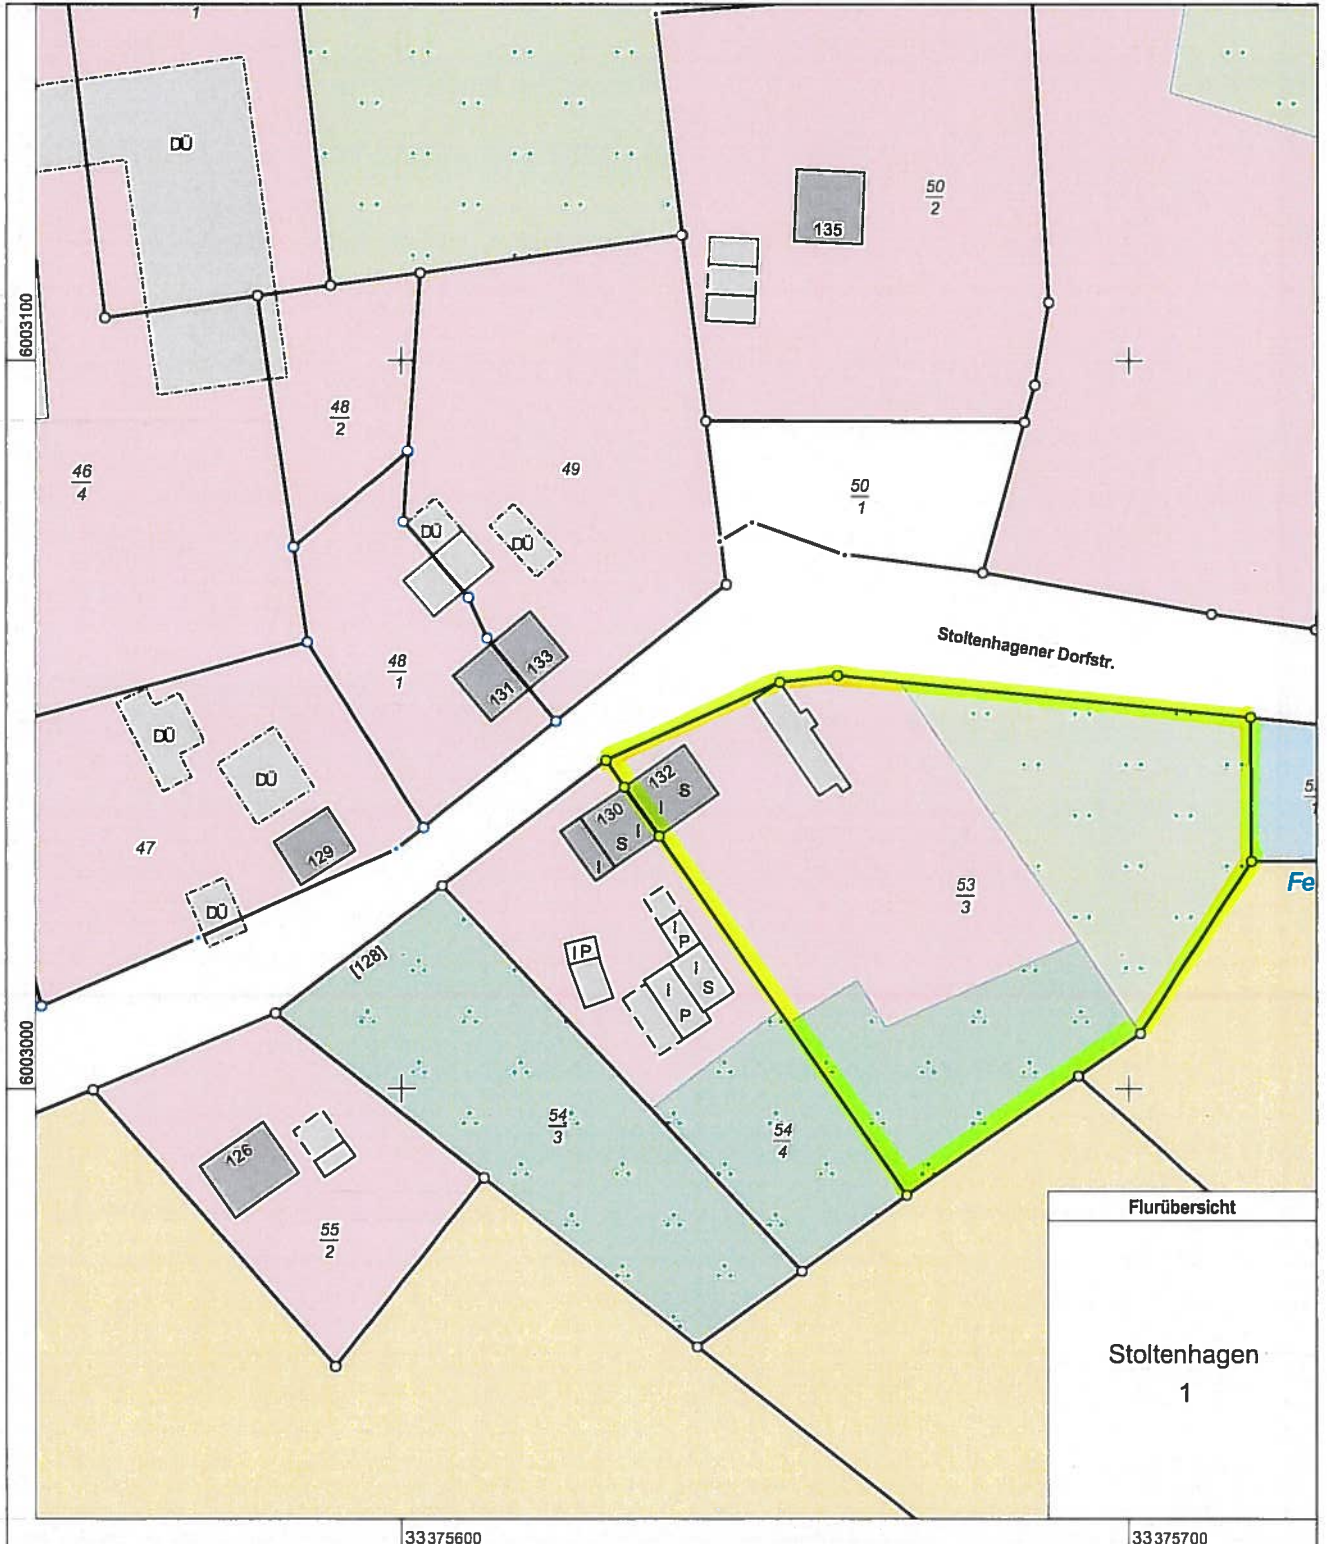 1
DÜ
50
2
135
6003100
48
2
46
4
49
50
1
DÜ
DÜ
Stoltenhagener Dorfstr.
48
1
133
131
DÜ
DÜ
132
S
I
130
I
S
I
129
47
53
3
Fe
DÜ
I
P
I P
I
S
I
P
[128]
6003000
54
3
54
4
126
55
2
Flurübersicht
Stoltenhagen
1
33375600
33375700